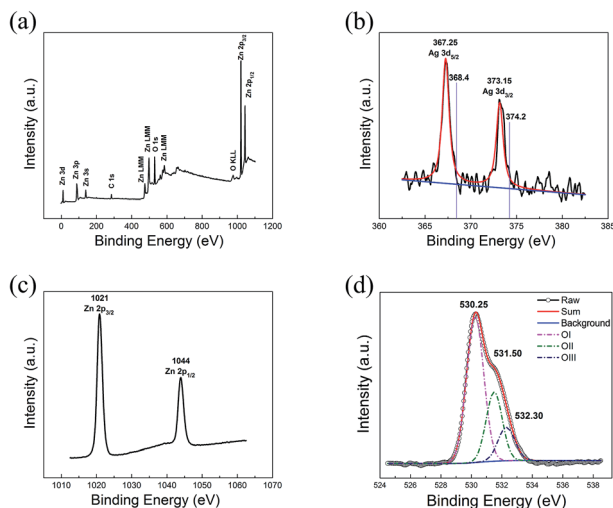 (a)
Intensity (a.u.)
Zn 3d
Zn 3p
Zn 3s
C 1s
Zn LMM
Zn LMM
O 1s
Zn LMM
O KLL
Zn 2p3/2
Zn 2p1/2
0 200 400 600 800 1000 1200
Binding Energy (eV)
(b)
Intensity (a.u.)
367.25
Ag 3d5/2
368.4
373.15
Ag 3d3/2
374.2
360 365 370 375 380 385
Binding Energy (eV)
(c)
Intensity (a.u.)
1021
Zn 2p3/2
1044
Zn 2p1/2
1010 1020 1030 1040 1050 1060 1070
Binding Energy (eV)
(d)
Intensity (a.u.)
530.25
531.50
532.30
Raw
Sum
Background
OI
OII
OIII
524 526 528 530 532 534 536 538
Binding Energy (eV)